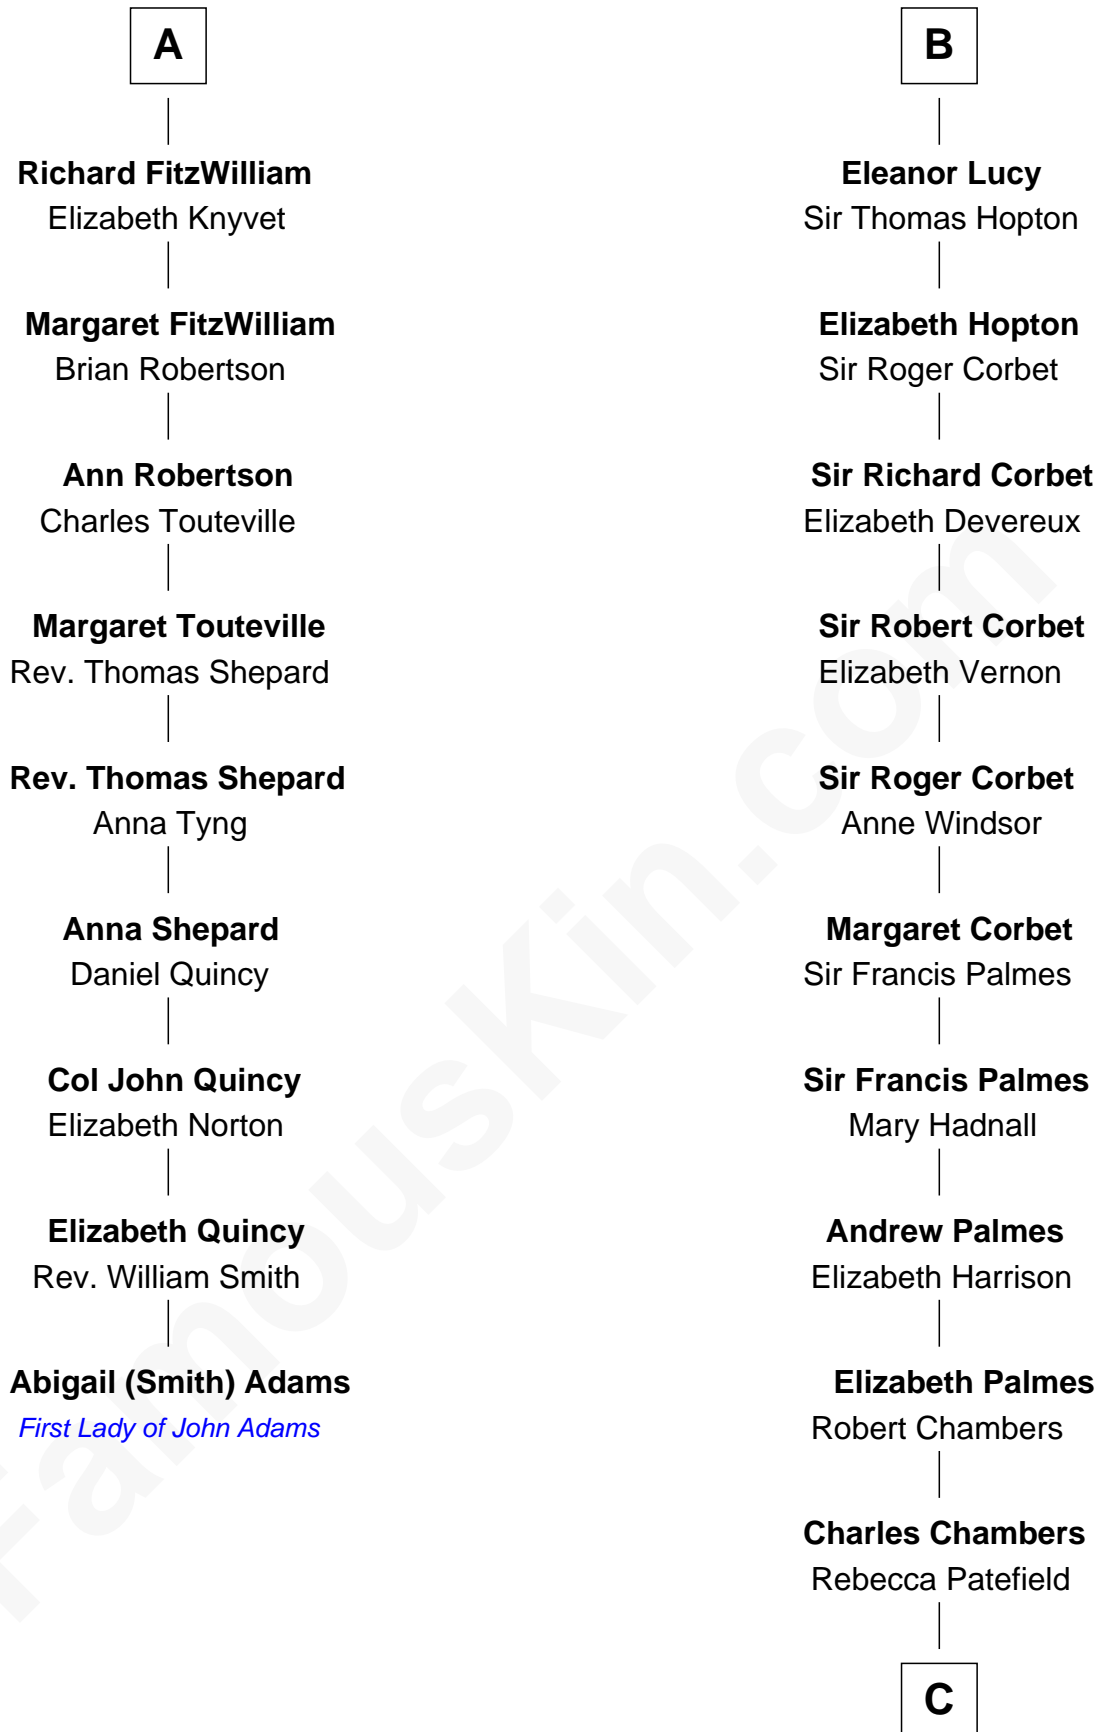 A
Richard FitzWilliam
Elizabeth Knyvet
Margaret FitzWilliam
Brian Robertson
Ann Robertson
Charles Touteville
Margaret Touteville
Rev. Thomas Shepard
Rev. Thomas Shepard
Anna Tyng
Anna Shepard
Daniel Quincy
Col John Quincy
Elizabeth Norton
Elizabeth Quincy
Rev. William Smith
Abigail (Smith) Adams
First Lady of John Adams
B
Eleanor Lucy
Sir Thomas Hopton
Elizabeth Hopton
Sir Roger Corbet
Sir Richard Corbet
Elizabeth Devereux
Sir Robert Corbet
Elizabeth Vernon
Sir Roger Corbet
Anne Windsor
Margaret Corbet
Sir Francis Palmes
Sir Francis Palmes
Mary Hadnall
Andrew Palmes
Elizabeth Harrison
Elizabeth Palmes
Robert Chambers
Charles Chambers
Rebecca Patefield
C
FamousKin.com